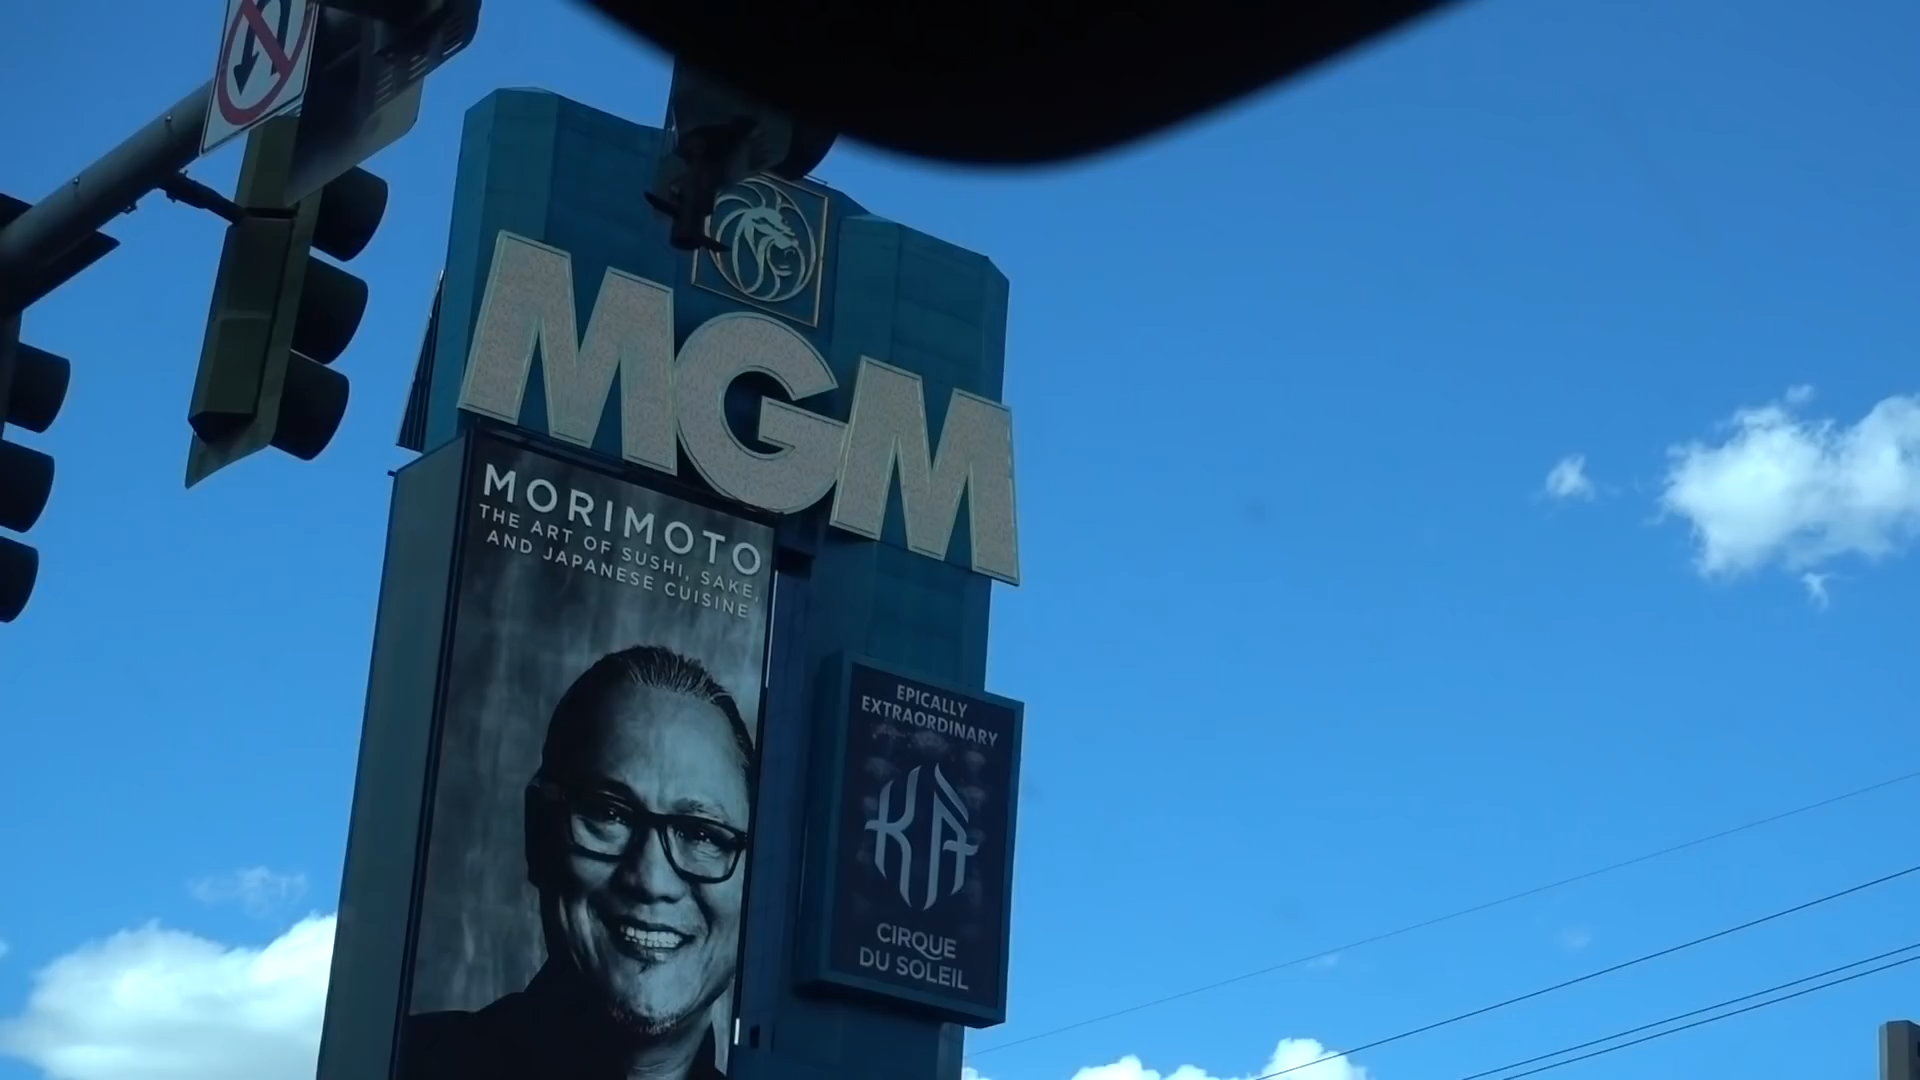 MGM
MORIMOTO
THE ART OF SUSHI, SAKE,
AND JAPANESE CUISINE
EPICALLY
EXTRAORDINARY
KÀ
CIRQUE
DU SOLEIL